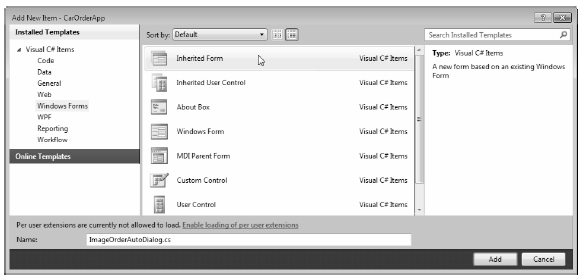 Add New Item - CarOrderApp
Installed Templates
Sort by: Default
Search Installed Templates
Visual C# Items
Code
Data
General
Web
Windows Forms
WPF
Reporting
Workflow
Online Templates
Inherited Form Visual C# Items
Inherited User Control Visual C# Items
About Box Visual C# Items
Windows Form Visual C# Items
MDI Parent Form Visual C# Items
Custom Control Visual C# Items
User Control Visual C# Items
Type: Visual C# Items
A new form based on an existing Windows
Form
Per user extensions are currently not allowed to load. Enable loading of per user extensions
Name: ImageOrderAutoDialog.cs
Add Cancel